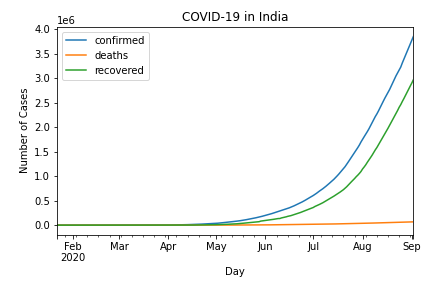 COVID-19 in India
1e6
confirmed
deaths
recovered
4.0
3.5
3.0
2.5
2.0
1.5
1.0
0.5
0.0
Number of Cases
Feb Mar Apr May Jun Jul Aug Sep
2020
Day